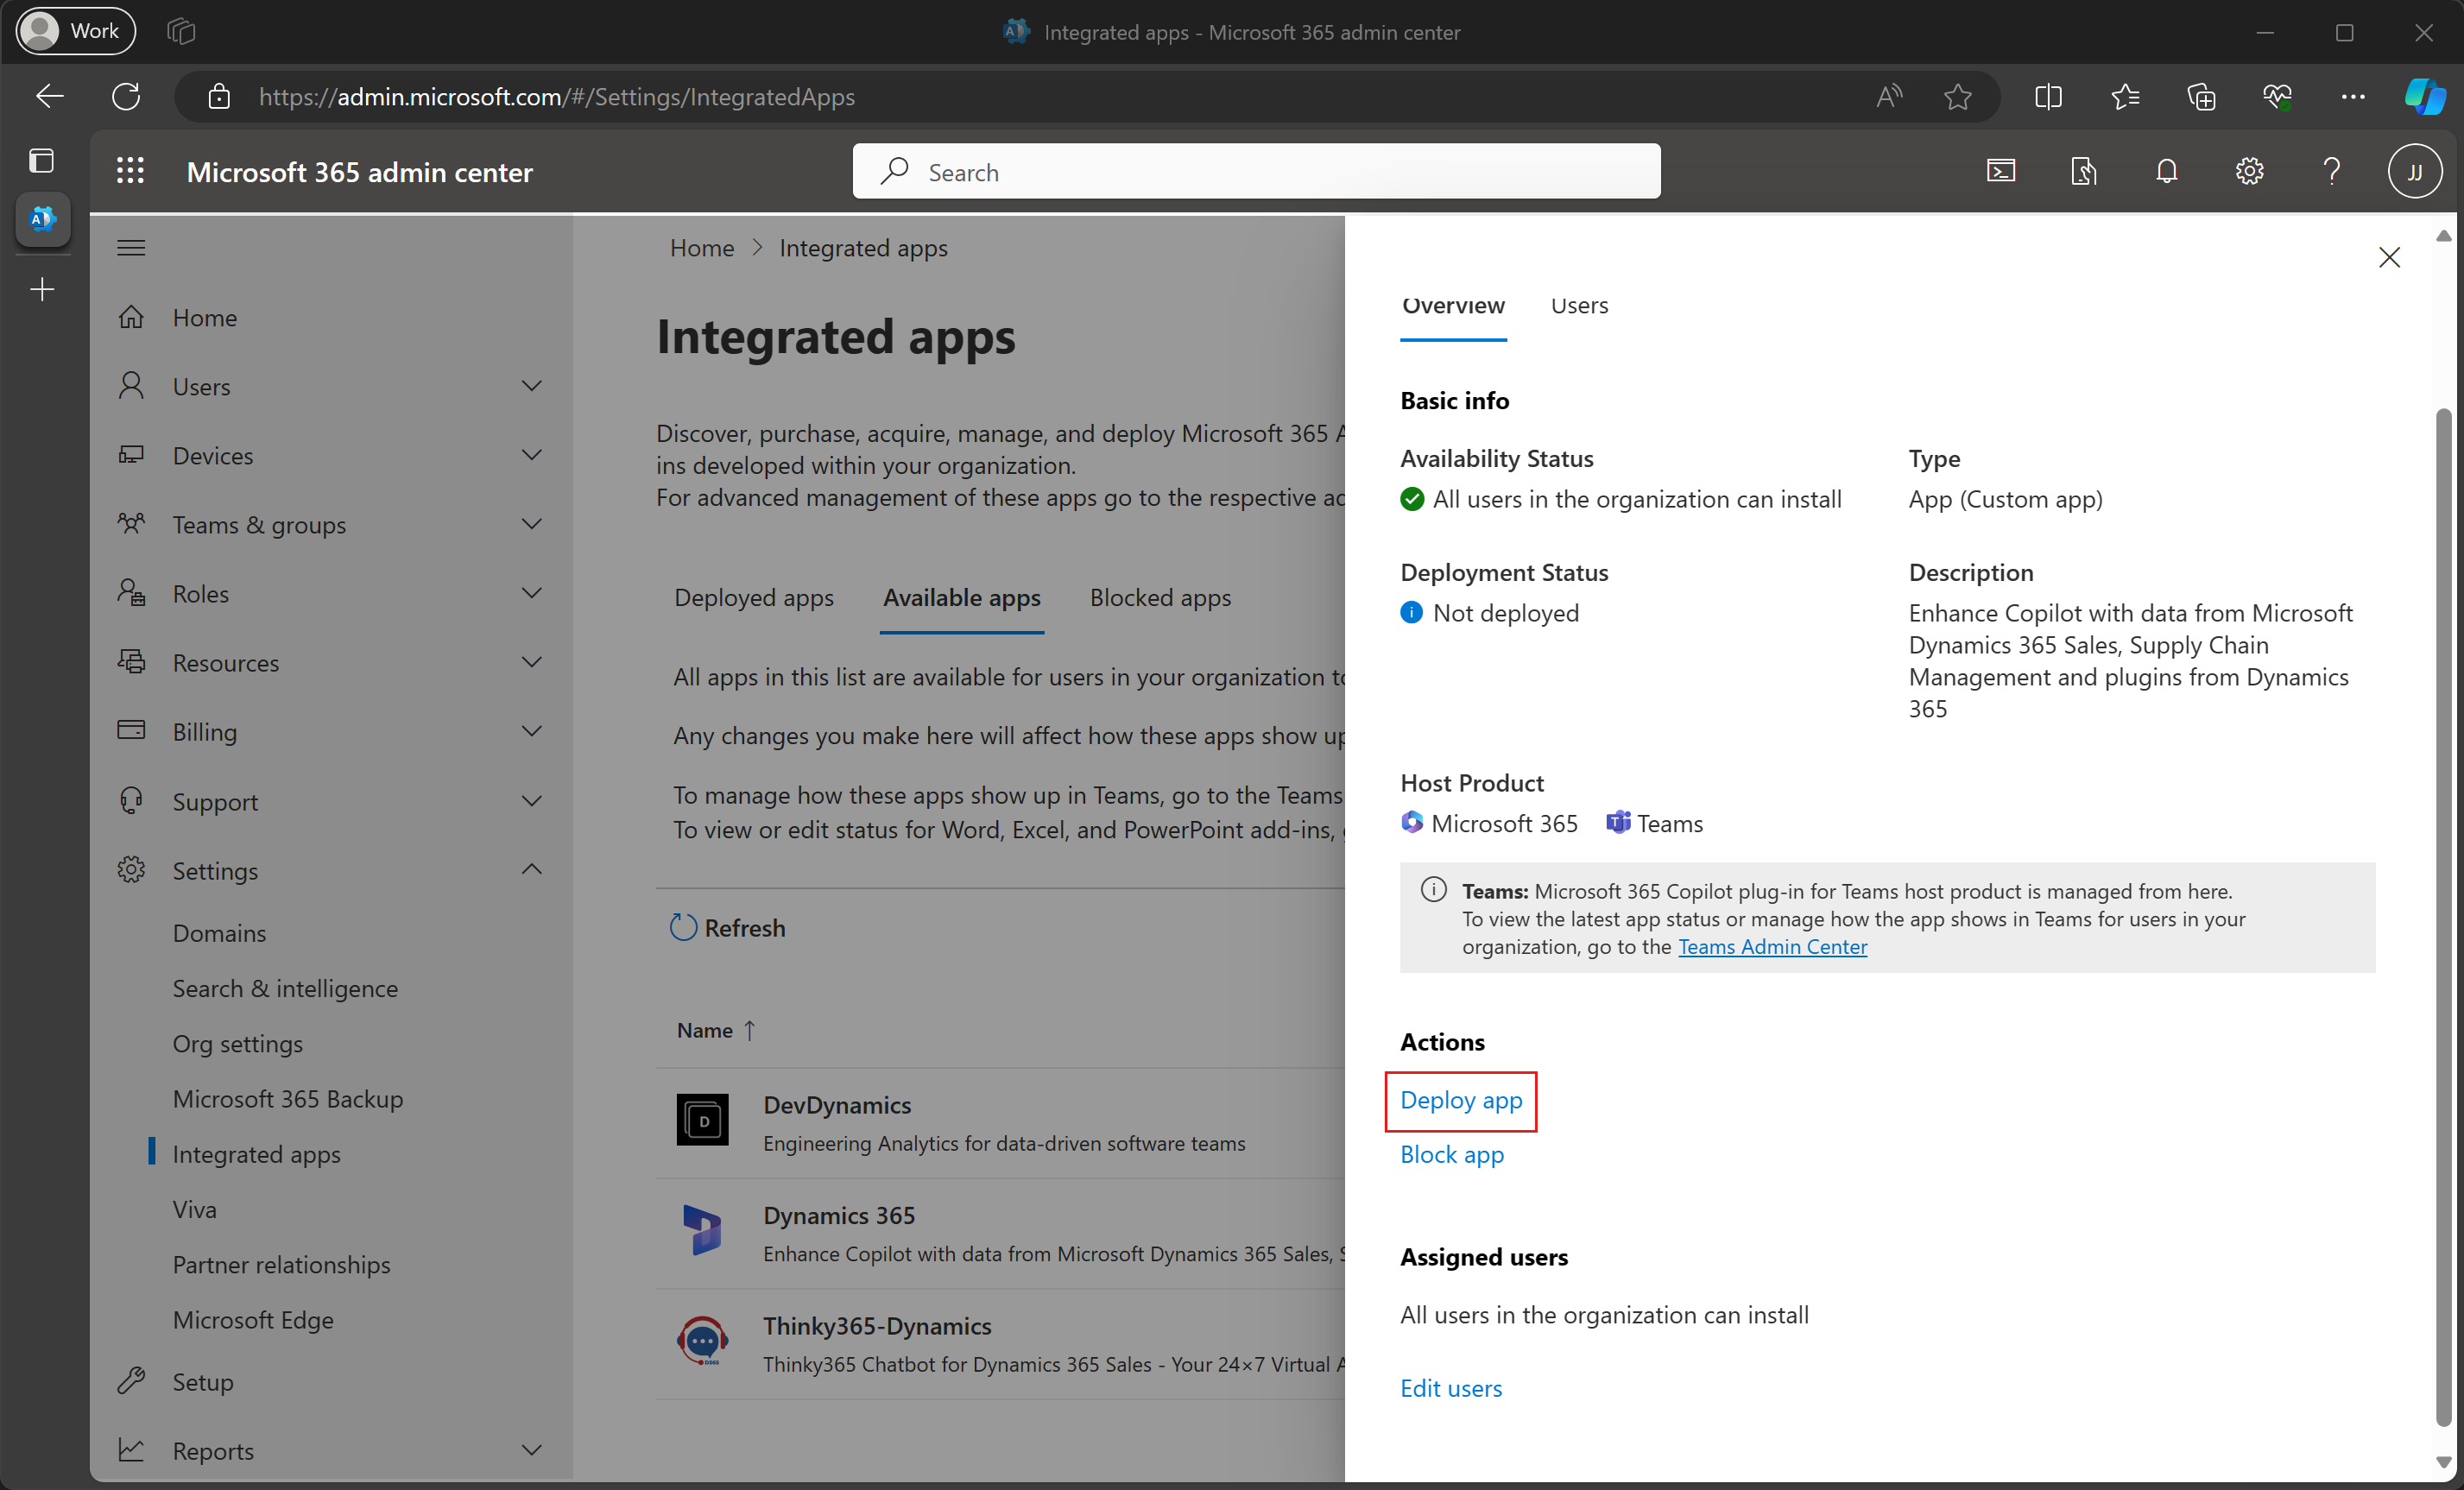 Work
Integrated apps - Microsoft 365 admin center
https://admin.microsoft.com/#/Settings/IntegratedApps
Microsoft 365 admin center
Search
JJ
Home
Users
Devices
Teams & groups
Roles
Resources
Billing
Support
Settings
Domains
Search & intelligence
Org settings
Microsoft 365 Backup
Integrated apps
Viva
Partner relationships
Microsoft Edge
Setup
Reports
Home > Integrated apps
Integrated apps
Discover, purchase, acquire, manage, and deploy Microsoft 365 A
ins developed within your organization.
For advanced management of these apps go to the respective ad
Deployed apps
Available apps
Blocked apps
All apps in this list are available for users in your organization to
Any changes you make here will affect how these apps show up
To manage how these apps show up in Teams, go to the Teams
To view or edit status for Word, Excel, and PowerPoint add-ins,
Refresh
Name ↑
DevDynamics
Engineering Analytics for data-driven software teams
Dynamics 365
Enhance Copilot with data from Microsoft Dynamics 365 Sales, S
Thinky365-Dynamics
Thinky365 Chatbot for Dynamics 365 Sales - Your 24×7 Virtual A
Overview
Users
Basic info
Availability Status
All users in the organization can install
Type
App (Custom app)
Deployment Status
Not deployed
Description
Enhance Copilot with data from Microsoft
Dynamics 365 Sales, Supply Chain
Management and plugins from Dynamics
365
Host Product
Microsoft 365
Teams
Teams: Microsoft 365 Copilot plug-in for Teams host product is managed from here.
To view the latest app status or manage how the app shows in Teams for users in your
organization, go to the Teams Admin Center
Actions
Deploy app
Block app
Assigned users
All users in the organization can install
Edit users